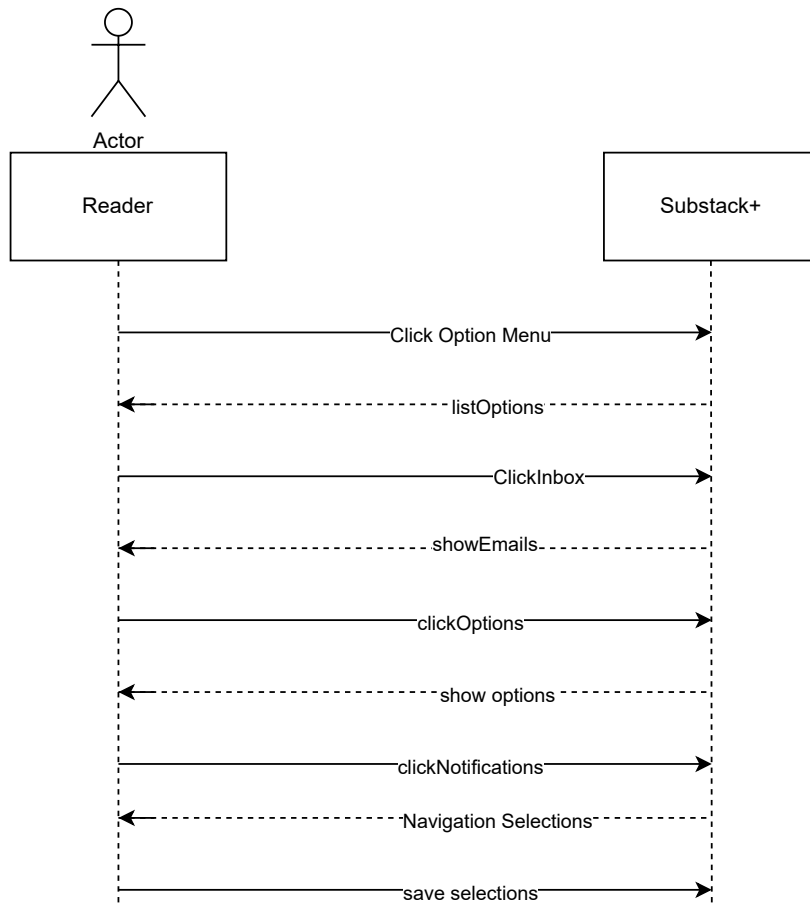 Actor
Reader
Substack+
Click Option Menu
listOptions
ClickInbox
showEmails
clickOptions
show options
clickNotifications
Navigation Selections
save selections